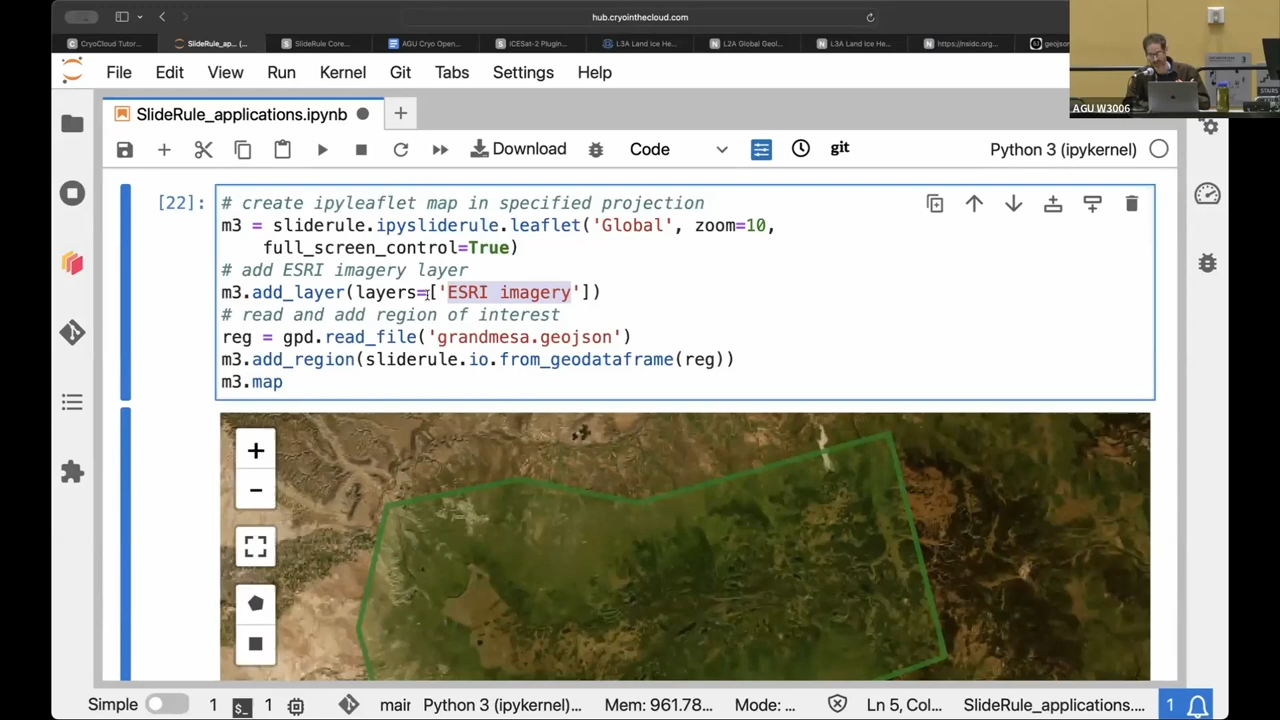 hub.cryointhecloud.com
CryoCloud Tutor...
SlideRule_ap... (...
SlideRule Core...
AGU Cryo Open...
ICESat-2 Plugin...
L3A Land Ice He...
L2A Global Geol...
L3A Land Ice He...
https://nsidc.org...
geojson
File Edit View Run Kernel Git Tabs Settings Help
AGU W3006
STAIRS
SlideRule_applications.ipynb
Download
Code
git
Python 3 (ipykernel)
[22]:
# create ipyleaflet map in specified projection
m3 = sliderule.ipysliderule.leaflet('Global', zoom=10,
full_screen_control=True)
# add ESRI imagery layer
m3.add_layer(layers=['ESRI imagery'])
# read and add region of interest
reg = gpd.read_file('grandmesa.geojson')
m3.add_region(sliderule.io.from_geodataframe(reg))
m3.map
+
−
Simple 1 1 main Python 3 (ipykernel)... Mem: 961.78... Mode: ... Ln 5, Col... SlideRule_applications.... 1